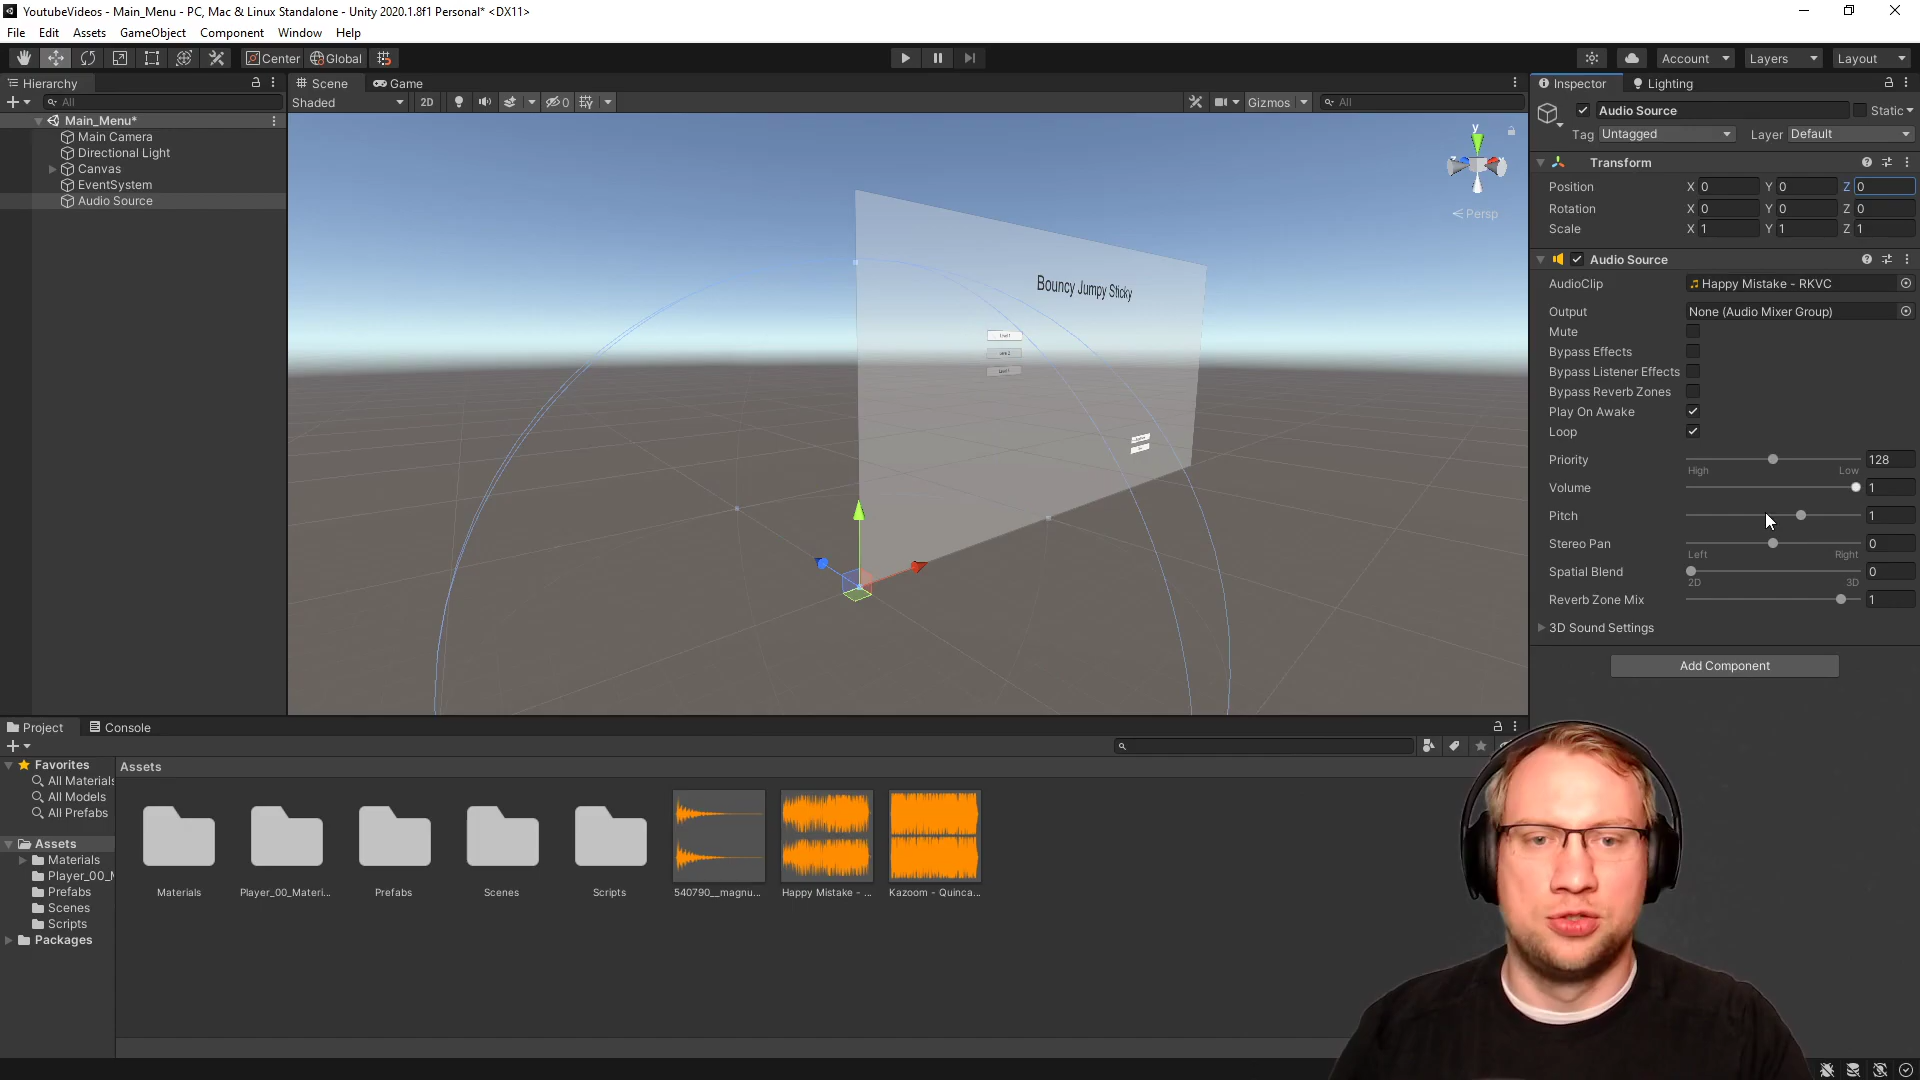 YoutubeVideos - Main_Menu - PC, Mac & Linux Standalone - Unity 2020.1.8f1 Personal* <DX11>
File Edit Assets GameObject Component Window Help
Center Global Account Layers Layout
Hierarchy
All
Main_Menu*
Main Camera
Directional Light
Canvas
EventSystem
Audio Source
Scene Game
Shaded 2D 0 Gizmos All
y
Persp
Bouncy Jumpy Sticky
Inspector Lighting
Audio Source Static
Tag Untagged Layer Default
Transform
Position X 0 Y 0 Z 0
Rotation X 0 Y 0 Z 0
Scale X 1 Y 1 Z 1
Audio Source
AudioClip Happy Mistake - RKVC
Output None (Audio Mixer Group)
Mute
Bypass Effects
Bypass Listener Effects
Bypass Reverb Zones
Play On Awake
Loop
Priority 128
High Low
Volume 1
Pitch 1
Stereo Pan 0
Left Right
Spatial Blend 0
2D 3D
Reverb Zone Mix 1
3D Sound Settings
Add Component
Project Console
Favorites
All Materials
All Models
All Prefabs
Assets
Materials
Player_00_M
Prefabs
Scenes
Scripts
Packages
Assets
Materials Player_00_Materi... Prefabs Scenes Scripts 540790__magnu... Happy Mistake - ... Kazoom - Quinca...